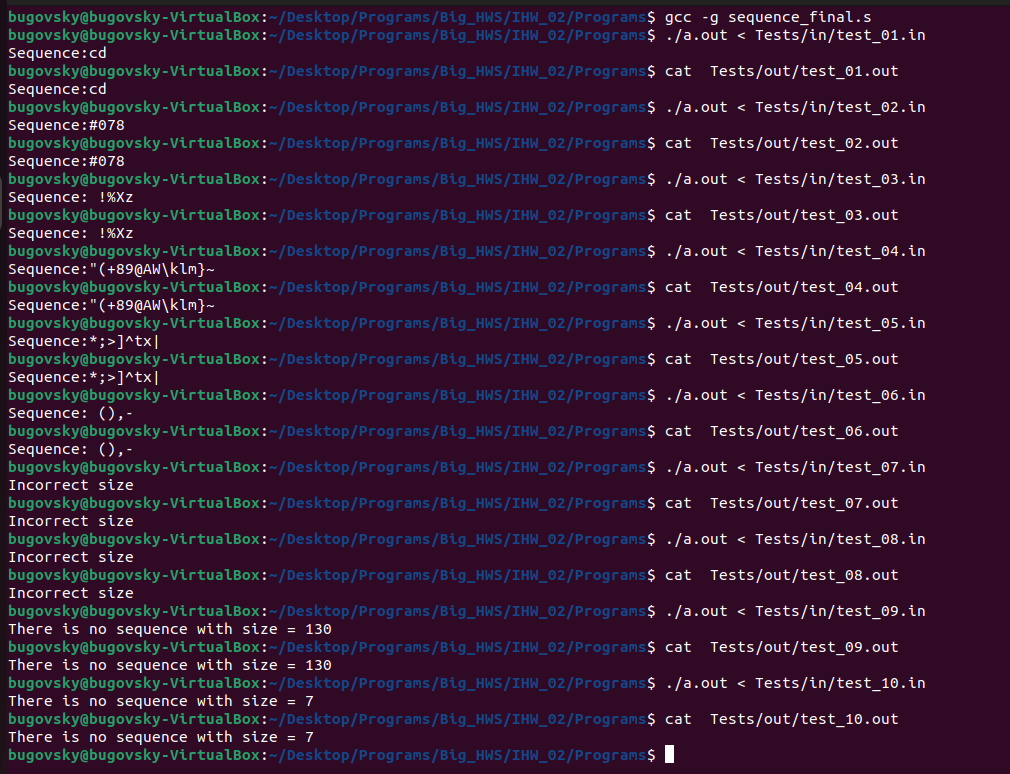 bugovsky@bugovsky-VirtualBox:~/Desktop/Programs/Big_HWS/IHW_02/Programs$ gcc -g sequence_final.s
bugovsky@bugovsky-VirtualBox:~/Desktop/Programs/Big_HWS/IHW_02/Programs$ ./a.out < Tests/in/test_01.in
Sequence:cd
bugovsky@bugovsky-VirtualBox:~/Desktop/Programs/Big_HWS/IHW_02/Programs$ cat  Tests/out/test_01.out
Sequence:cd
bugovsky@bugovsky-VirtualBox:~/Desktop/Programs/Big_HWS/IHW_02/Programs$ ./a.out < Tests/in/test_02.in
Sequence:#078
bugovsky@bugovsky-VirtualBox:~/Desktop/Programs/Big_HWS/IHW_02/Programs$ cat  Tests/out/test_02.out
Sequence:#078
bugovsky@bugovsky-VirtualBox:~/Desktop/Programs/Big_HWS/IHW_02/Programs$ ./a.out < Tests/in/test_03.in
Sequence: !%Xz
bugovsky@bugovsky-VirtualBox:~/Desktop/Programs/Big_HWS/IHW_02/Programs$ cat  Tests/out/test_03.out
Sequence: !%Xz
bugovsky@bugovsky-VirtualBox:~/Desktop/Programs/Big_HWS/IHW_02/Programs$ ./a.out < Tests/in/test_04.in
Sequence:"(+89@AW\klm}~
bugovsky@bugovsky-VirtualBox:~/Desktop/Programs/Big_HWS/IHW_02/Programs$ cat  Tests/out/test_04.out
Sequence:"(+89@AW\klm}~
bugovsky@bugovsky-VirtualBox:~/Desktop/Programs/Big_HWS/IHW_02/Programs$ ./a.out < Tests/in/test_05.in
Sequence:*;>]^tx|
bugovsky@bugovsky-VirtualBox:~/Desktop/Programs/Big_HWS/IHW_02/Programs$ cat  Tests/out/test_05.out
Sequence:*;>]^tx|
bugovsky@bugovsky-VirtualBox:~/Desktop/Programs/Big_HWS/IHW_02/Programs$ ./a.out < Tests/in/test_06.in
Sequence: (),-
bugovsky@bugovsky-VirtualBox:~/Desktop/Programs/Big_HWS/IHW_02/Programs$ cat  Tests/out/test_06.out
Sequence: (),-
bugovsky@bugovsky-VirtualBox:~/Desktop/Programs/Big_HWS/IHW_02/Programs$ ./a.out < Tests/in/test_07.in
Incorrect size
bugovsky@bugovsky-VirtualBox:~/Desktop/Programs/Big_HWS/IHW_02/Programs$ cat  Tests/out/test_07.out
Incorrect size
bugovsky@bugovsky-VirtualBox:~/Desktop/Programs/Big_HWS/IHW_02/Programs$ ./a.out < Tests/in/test_08.in
Incorrect size
bugovsky@bugovsky-VirtualBox:~/Desktop/Programs/Big_HWS/IHW_02/Programs$ cat  Tests/out/test_08.out
Incorrect size
bugovsky@bugovsky-VirtualBox:~/Desktop/Programs/Big_HWS/IHW_02/Programs$ ./a.out < Tests/in/test_09.in
There is no sequence with size = 130
bugovsky@bugovsky-VirtualBox:~/Desktop/Programs/Big_HWS/IHW_02/Programs$ cat  Tests/out/test_09.out
There is no sequence with size = 130
bugovsky@bugovsky-VirtualBox:~/Desktop/Programs/Big_HWS/IHW_02/Programs$ ./a.out < Tests/in/test_10.in
There is no sequence with size = 7
bugovsky@bugovsky-VirtualBox:~/Desktop/Programs/Big_HWS/IHW_02/Programs$ cat  Tests/out/test_10.out
There is no sequence with size = 7
bugovsky@bugovsky-VirtualBox:~/Desktop/Programs/Big_HWS/IHW_02/Programs$